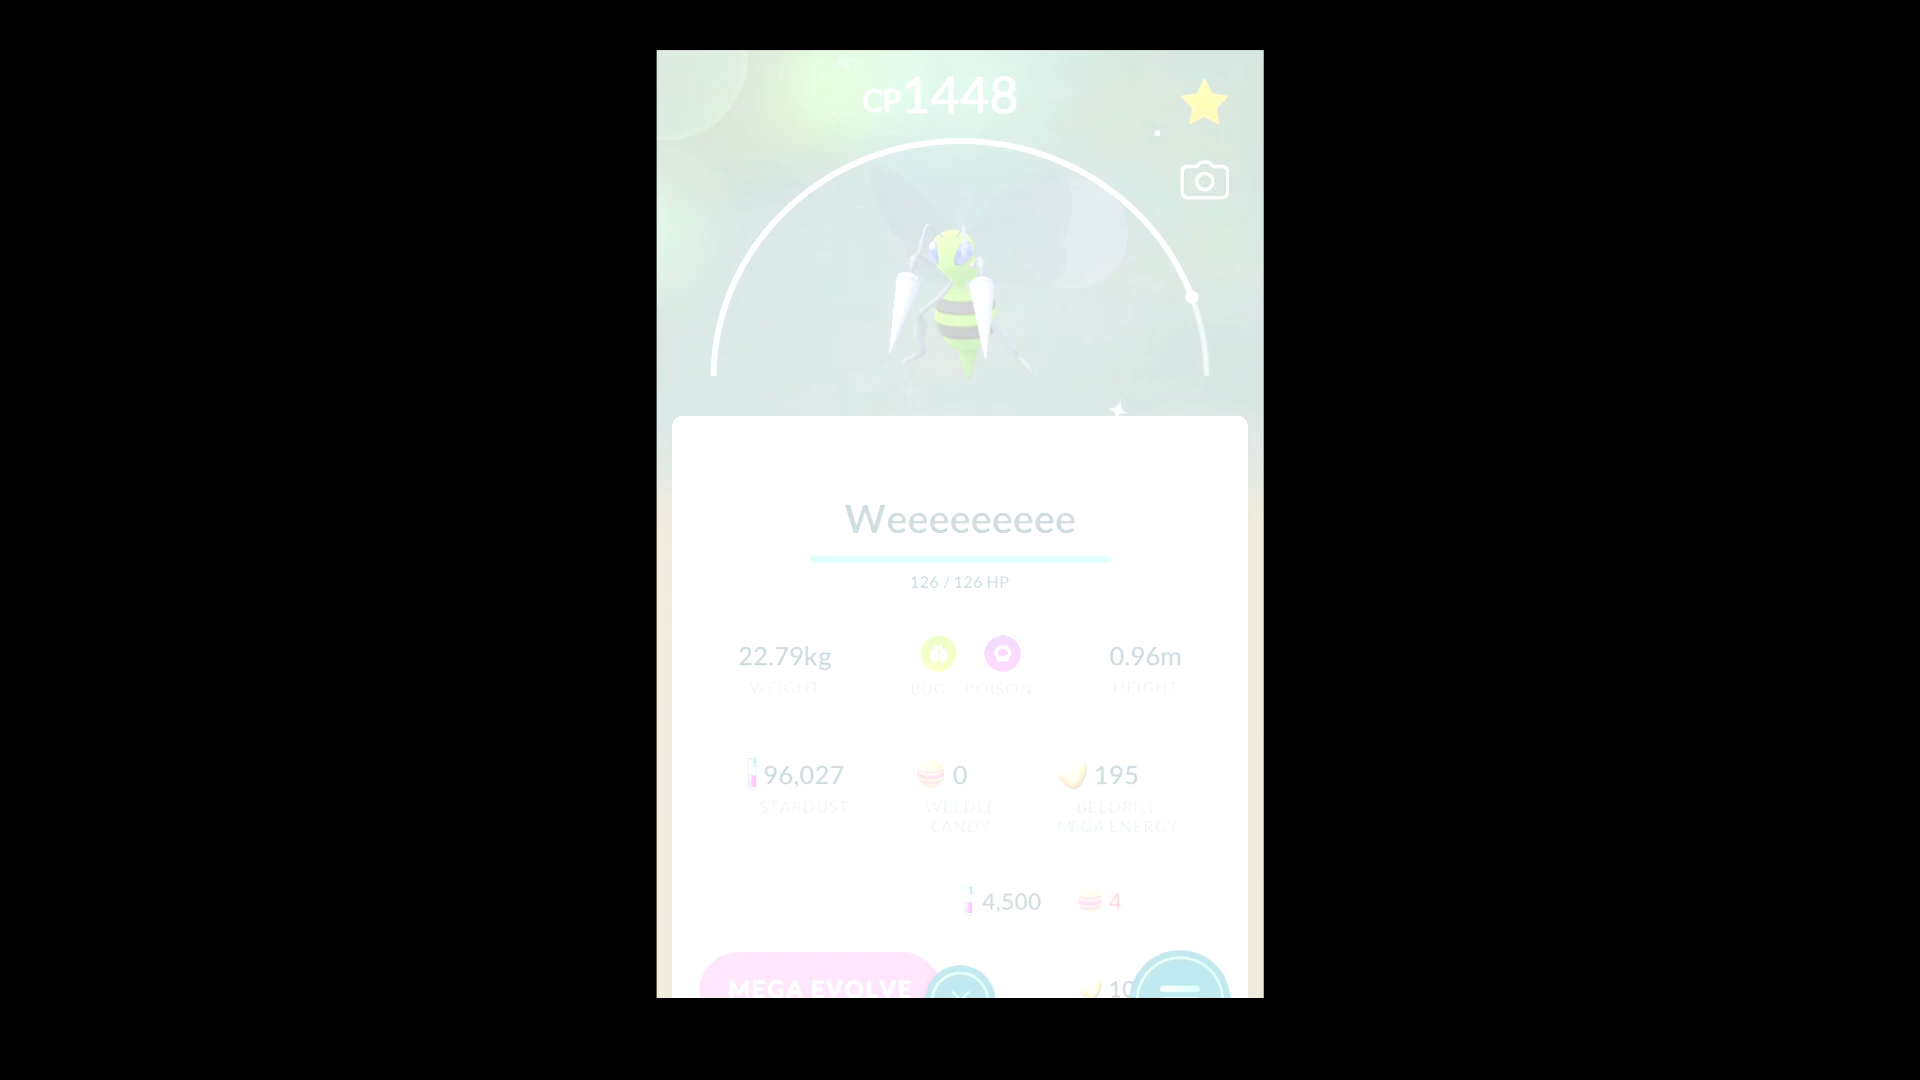 CP1448
Weeeeeeeee
126 / 126 HP
22.79kg
WEIGHT
BUG / POISON
0.96m
HEIGHT
96,027
STARDUST
0
WEEDLE
CANDY
195
BEEDRILL
MEGA ENERGY
4,500
4
MEGA EVOLVE